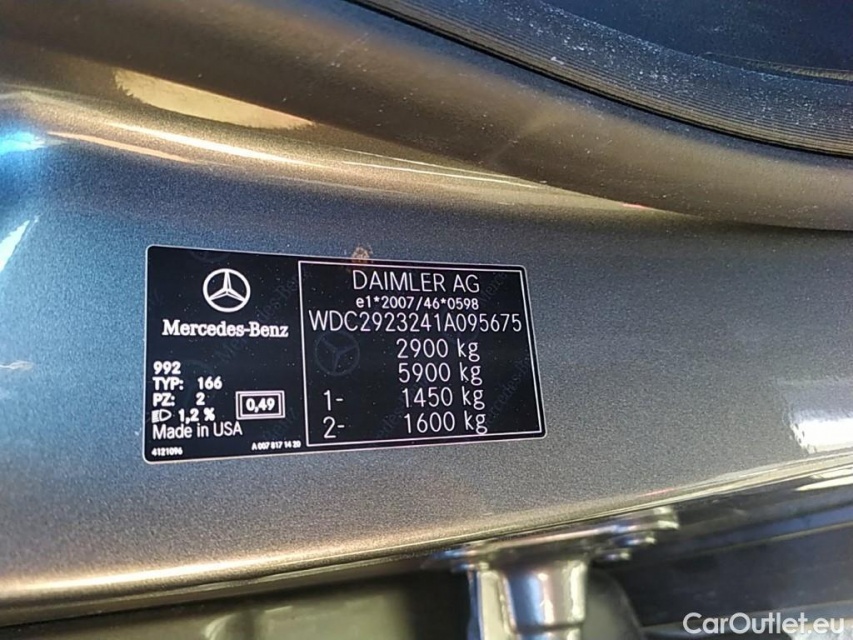 Mercedes-Benz
992
TYP: 166
PZ: 2
1,2 %
0,49
Made in USA
4121096
A 007 817 14 20
DAIMLER AG
e1*2007/46*0598
WDC2923241A095675
2900 kg
5900 kg
1- 1450 kg
2- 1600 kg
CarOutlet.eu